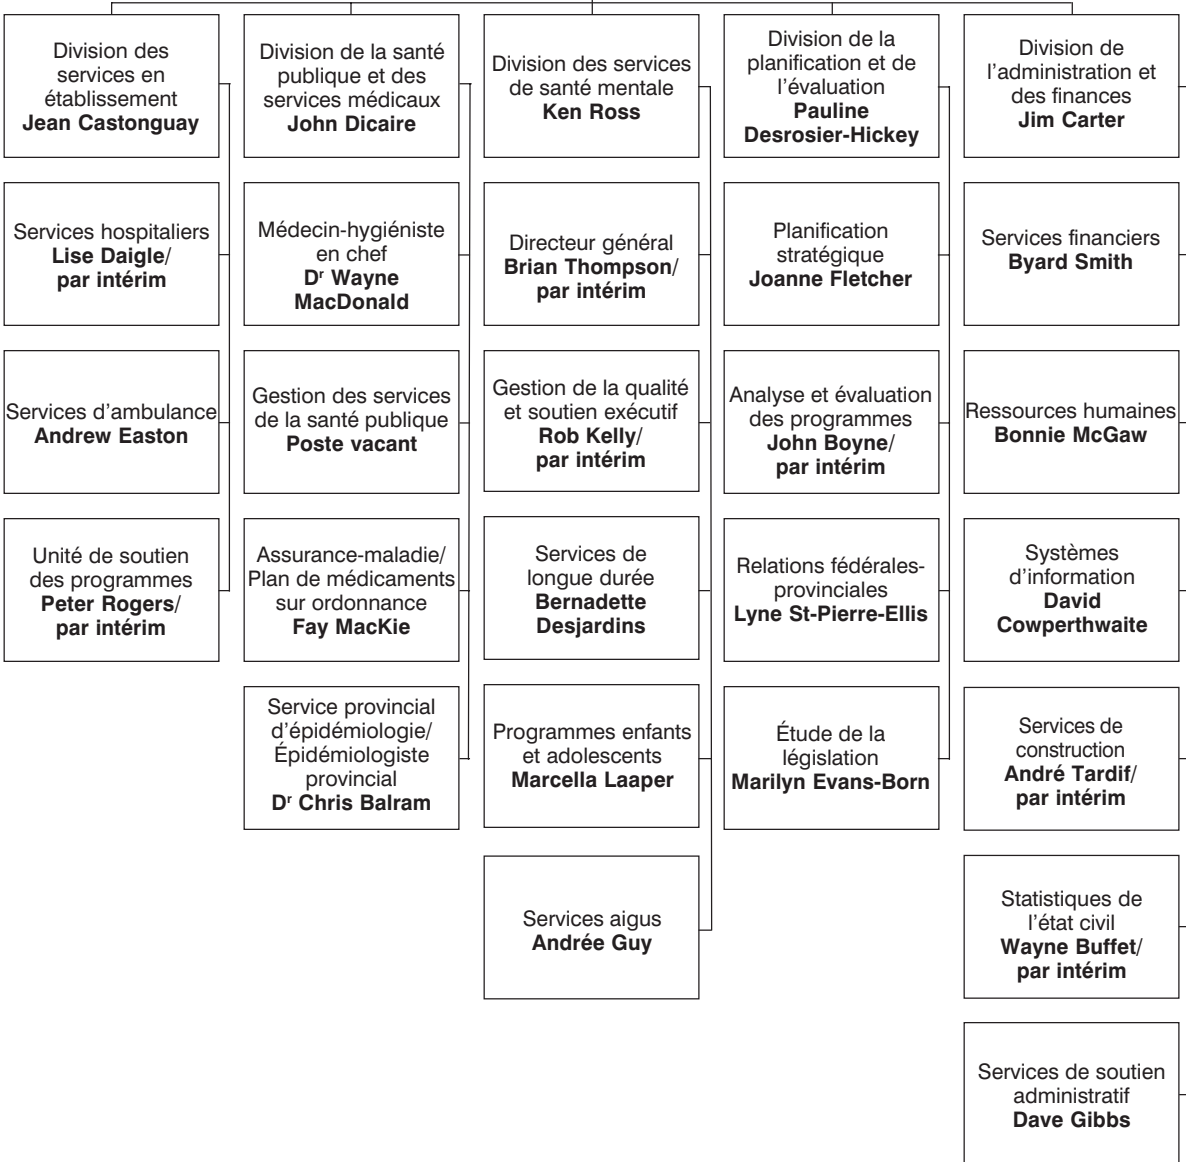 Division des
services en
établissement
Jean Castonguay
Services hospitaliers
Lise Daigle/
par intérim
Services d'ambulance
Andrew Easton
Unité de soutien
des programmes
Peter Rogers/
par intérim
Division de la santé
publique et des
services médicaux
John Dicaire
Médecin-hygiéniste
en chef
Dr Wayne
MacDonald
Gestion des services
de la santé publique
Poste vacant
Assurance-maladie/
Plan de médicaments
sur ordonnance
Fay MacKie
Service provincial
d'épidémiologie/
Épidémiologiste
provincial
Dr Chris Balram
Division des services
de santé mentale
Ken Ross
Directeur général
Brian Thompson/
par intérim
Gestion de la qualité
et soutien exécutif
Rob Kelly/
par intérim
Services de
longue durée
Bernadette
Desjardins
Programmes enfants
et adolescents
Marcella Laaper
Services aigus
Andrée Guy
Division de la
planification et de
l'évaluation
Pauline
Desrosier-Hickey
Planification
stratégique
Joanne Fletcher
Analyse et évaluation
des programmes
John Boyne/
par intérim
Relations fédérales-
provinciales
Lyne St-Pierre-Ellis
Étude de la
législation
Marilyn Evans-Born
Division de
l'administration et
des finances
Jim Carter
Services financiers
Byard Smith
Ressources humaines
Bonnie McGaw
Systèmes
d'information
David
Cowperthwaite
Services de
construction
André Tardif/
par intérim
Statistiques de
l'état civil
Wayne Buffet/
par intérim
Services de soutien
administratif
Dave Gibbs